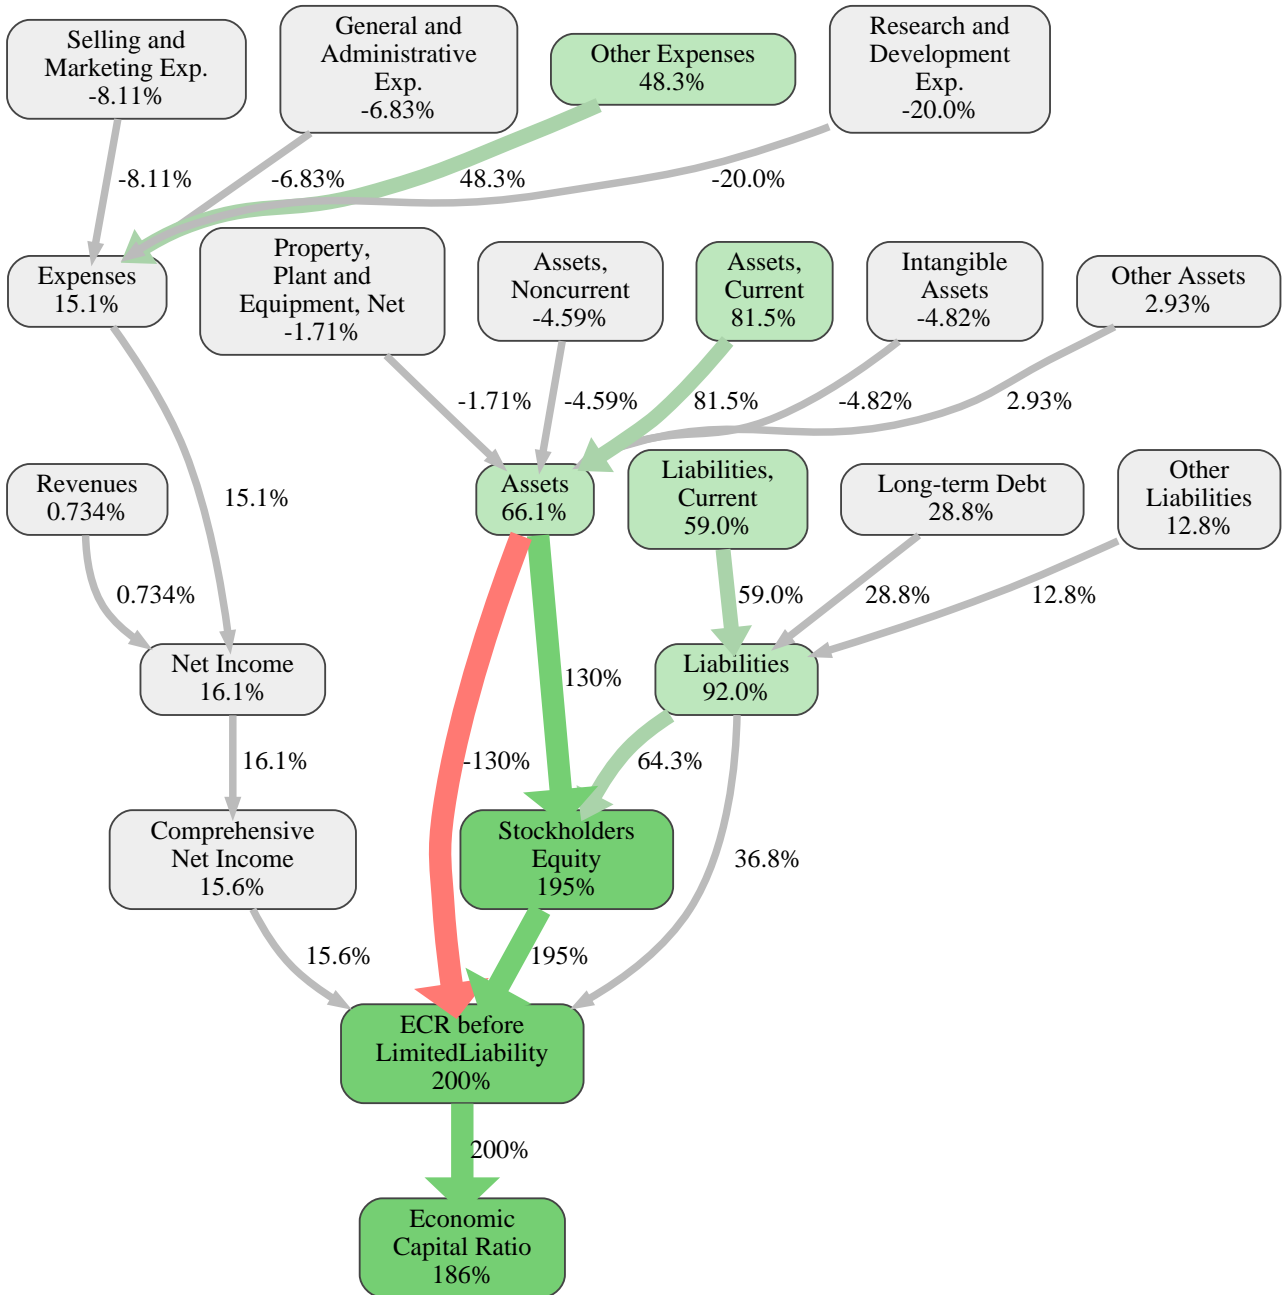 Selling and
Marketing Exp.
-8.11%
General and
Administrative
Exp.
-6.83%
Other Expenses
48.3%
Research and
Development
Exp.
-20.0%
-8.11%
-6.83%
48.3%
-20.0%
Expenses
15.1%
Property,
Plant and
Equipment, Net
-1.71%
Assets,
Noncurrent
-4.59%
Assets,
Current
81.5%
Intangible
Assets
-4.82%
Other Assets
2.93%
-1.71%
-4.59%
81.5%
-4.82%
2.93%
Revenues
0.734%
15.1%
Assets
66.1%
Liabilities,
Current
59.0%
Long-term Debt
28.8%
Other
Liabilities
12.8%
0.734%
59.0%
28.8%
12.8%
Net Income
16.1%
130%
Liabilities
92.0%
16.1%
-130%
64.3%
Comprehensive
Net Income
15.6%
Stockholders
Equity
195%
36.8%
15.6%
195%
ECR before
LimitedLiability
200%
200%
Economic
Capital Ratio
186%